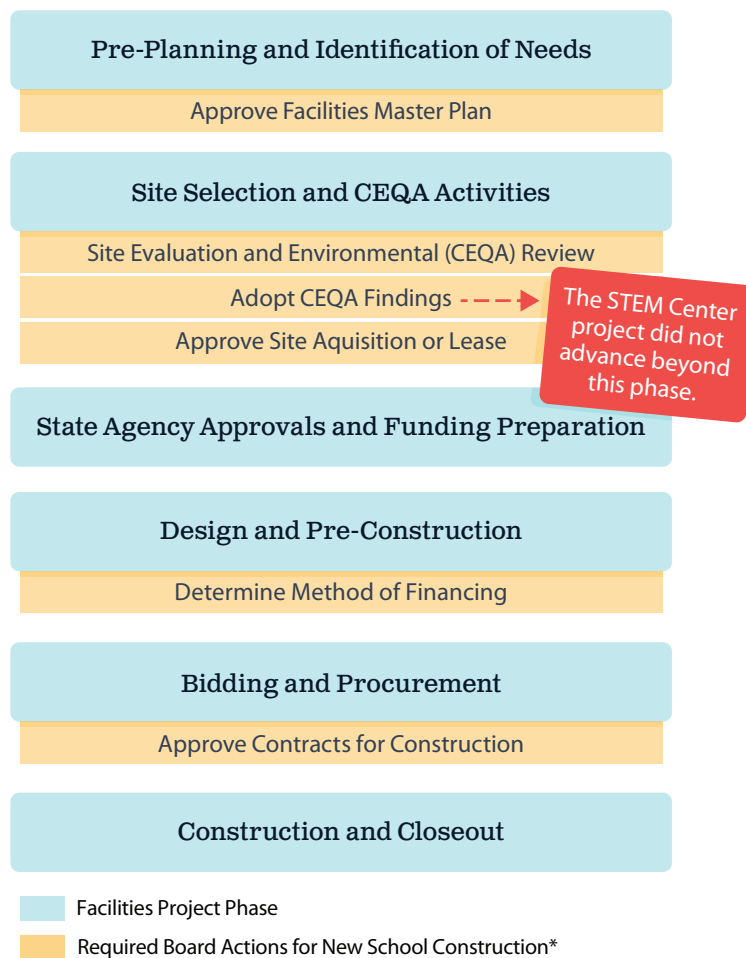 Pre-Planning and Identification of Needs
Approve Facilities Master Plan
Site Selection and CEQA Activities
Site Evaluation and Environmental (CEQA) Review
Adopt CEQA Findings
The STEM Center
project did not
advance beyond
this phase.
Approve Site Aquisition or Lease
State Agency Approvals and Funding Preparation
Design and Pre-Construction
Determine Method of Financing
Bidding and Procurement
Approve Contracts for Construction
Construction and Closeout
Facilities Project Phase
Required Board Actions for New School Construction*